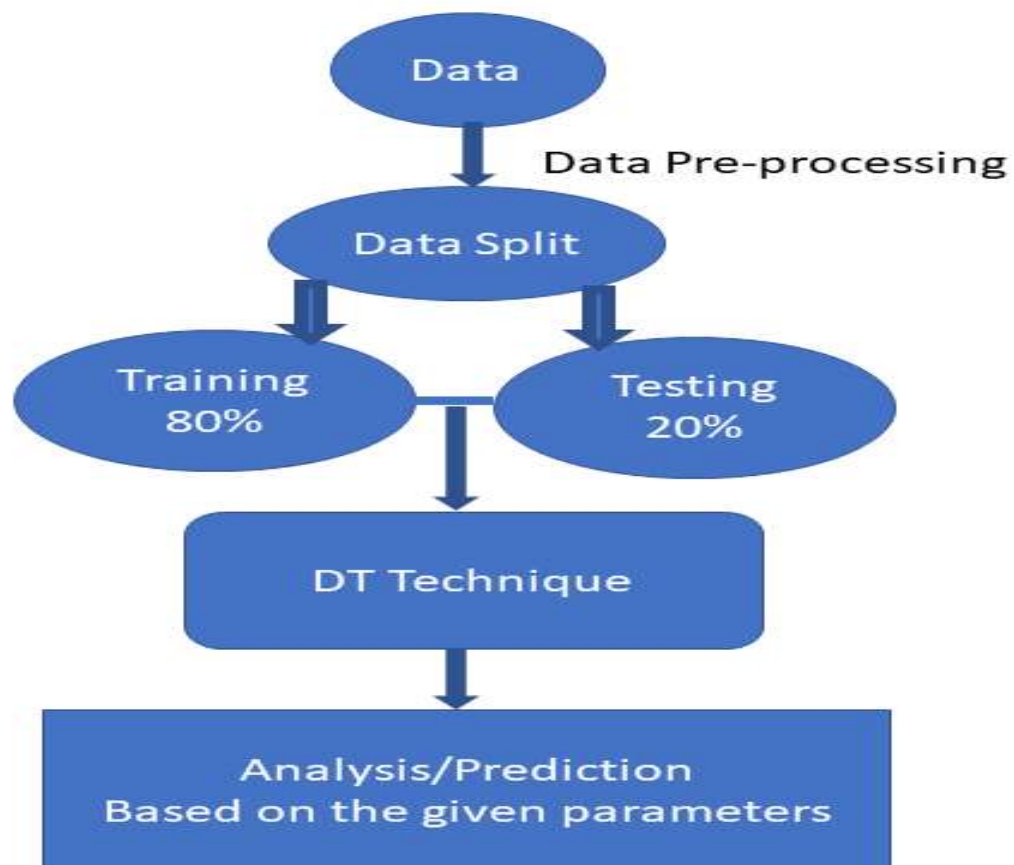 Data
Data Pre-processing
Data Split
Training
80%
Testing
20%
DT Technique
Analysis/Prediction
Based on the given parameters